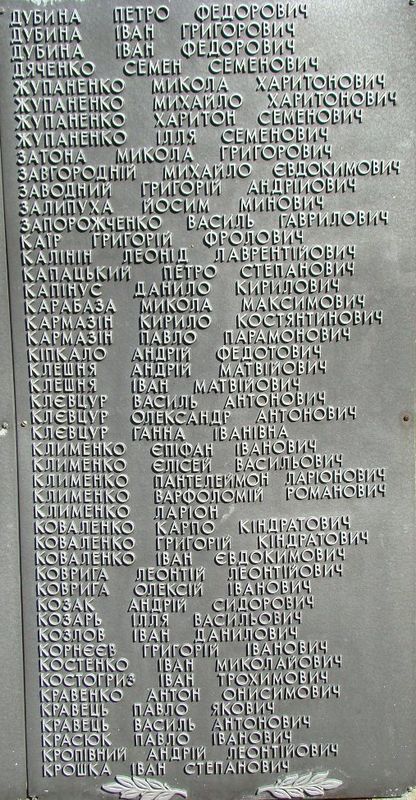 ДУБИНА ПЕТРО ФЕДОРОВИЧ
ДУБИНА ІВАН ГРИГОРОВИЧ
ДУБИНА ІВАН ФЕДОРОВИЧ
ДЯЧЕНКО СЕМЕН СЕМЕНОВИЧ
ЖУПАНЕНКО МИКОЛА ХАРИТОНОВИЧ
ЖУПАНЕНКО МИХАЙЛО ХАРИТОНОВИЧ
ЖУПАНЕНКО ХАРИТОН СЕМЕНОВИЧ
ЖУПАНЕНКО ІЛЛЯ СЕМЕНОВИЧ
ЗАТОНА МИКОЛА ГРИГОРОВИЧ
ЗАВГОРОДНІЙ МИХАЙЛО ЄВДОКИМОВИЧ
ЗАВОДНИЙ ГРИГОРІЙ АНДРІЙОВИЧ
ЗАЛИПУХА ЙОСИМ МИНОВИЧ
ЗАПОРОЖЧЕНКО ВАСИЛЬ ГАВРИЛОВИЧ
КАЇР ГРИГОРІЙ ФРОЛОВИЧ
КАЛІНІН ЛЕОНІД ЛАВРЕНТІЙОВИЧ
КАПАЦЬКИЙ ПЕТРО СТЕПАНОВИЧ
КАПІНУС ДАНИЛО КИРИЛОВИЧ
КАРАБАЗА МИКОЛА МАКСИМОВИЧ
КАРМАЗІН КИРИЛО КОСТЯНТИНОВИЧ
КАРМАЗІН ПАВЛО ПАРАМОНОВИЧ
КІПКАЛО АНДРІЙ ФЕДОТОВИЧ
КЛЕШНЯ АНДРІЙ МАТВІЙОВИЧ
КЛЕШНЯ ІВАН МАТВІЙОВИЧ
КЛЄВЦУР ВАСИЛЬ АНТОНОВИЧ
КЛЄВЦУР ОЛЕКСАНДР АНТОНОВИЧ
КЛЄВЦУР ГАННА ІВАНІВНА
КЛИМЕНКО ЄПІФАН ІВАНОВИЧ
КЛИМЕНКО ЄЛІСЕЙ ВАСИЛЬОВИЧ
КЛИМЕНКО ПАНТЕЛЕЙМОН ЛАРІОНОВИЧ
КЛИМЕНКО ВАРФОЛОМІЙ РОМАНОВИЧ
КЛИМЕНКО ЛАРІОН
КОВАЛЕНКО КАРПО КІНДРАТОВИЧ
КОВАЛЕНКО ГРИГОРІЙ КІНДРАТОВИЧ
КОВАЛЕНКО ІВАН ЄВДОКИМОВИЧ
КОВРИГА ЛЕОНТІЙ ЛЕОНТІЙОВИЧ
КОВРИГА ОЛЕКСІЙ ІВАНОВИЧ
КОЗАК АНДРІЙ СИДОРОВИЧ
КОЗАРЬ ІЛЛЯ ВАСИЛЬОВИЧ
КОЗЛОВ ІВАН ДАНИЛОВИЧ
КОРНЄЄВ ГРИГОРІЙ ІВАНОВИЧ
КОСТЕНКО ІВАН МИКОЛАЙОВИЧ
КОСТОГРИЗ ІВАН ТРОХИМОВИЧ
КРАВЕНКО АНТОН ОНИСИМОВИЧ
КРАВЕЦЬ ПАВЛО ЯКОВИЧ
КРАВЕЦЬ ВАСИЛЬ АНТОНОВИЧ
КРАСЮК ПАВЛО ІВАНОВИЧ
КРОПІВНИЙ АНДРІЙ ЛЕОНТІЙОВИЧ
КРОШКА ІВАН СТЕПАНОВИЧ